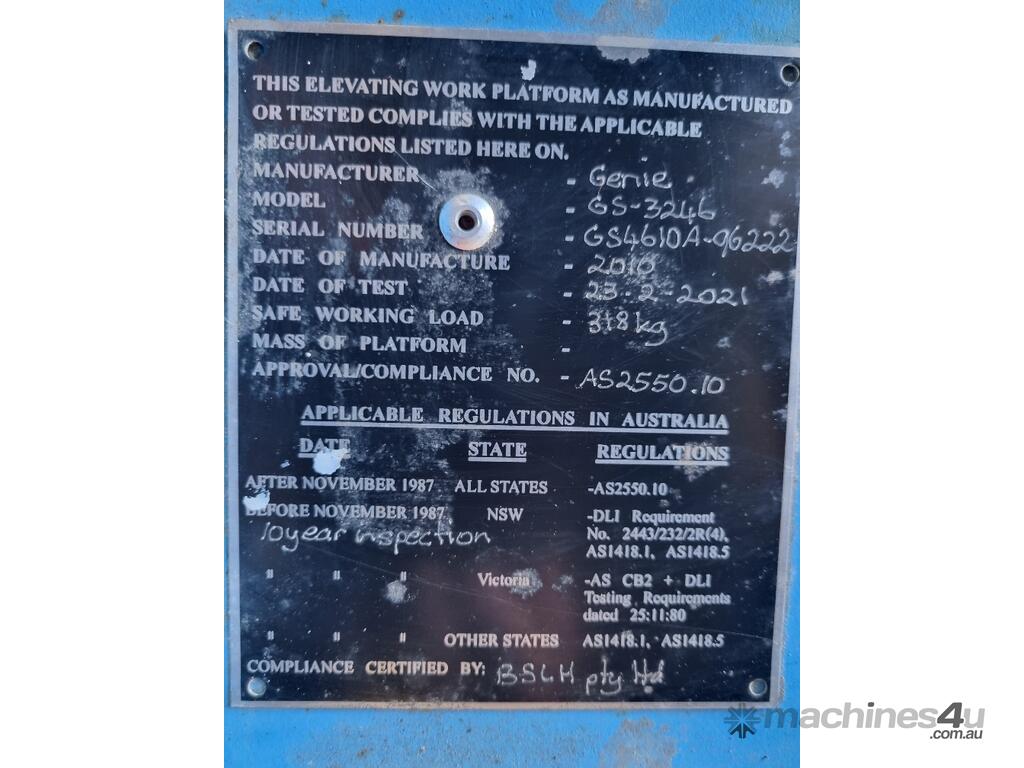 THIS ELEVATING WORK PLATFORM AS MANUFACTURED
OR TESTED COMPLIES WITH THE APPLICABLE
REGULATIONS LISTED HERE ON.
MANUFACTURER - Genie
MODEL - GS-3246
SERIAL NUMBER - GS4610A-96222
DATE OF MANUFACTURE - 2010
DATE OF TEST - 23-2-2021
SAFE WORKING LOAD - 318kg
MASS OF PLATFORM -
APPROVAL/COMPLIANCE NO. - AS2550.10
APPLICABLE REGULATIONS IN AUSTRALIA
DATE STATE REGULATIONS
AFTER NOVEMBER 1987 ALL STATES -AS2550.10
BEFORE NOVEMBER 1987 NSW -DLI Requirement
No. 2443/232/2R(4),
10year inspection
AS1418.1, AS1418.5
" " " Victoria -AS CB2 + DLI
Testing Requirements
dated 25:11:80
" " " OTHER STATES AS1418.1, AS1418.5
COMPLIANCE CERTIFIED BY: BSLH pty ltd
machines4u
.com.au